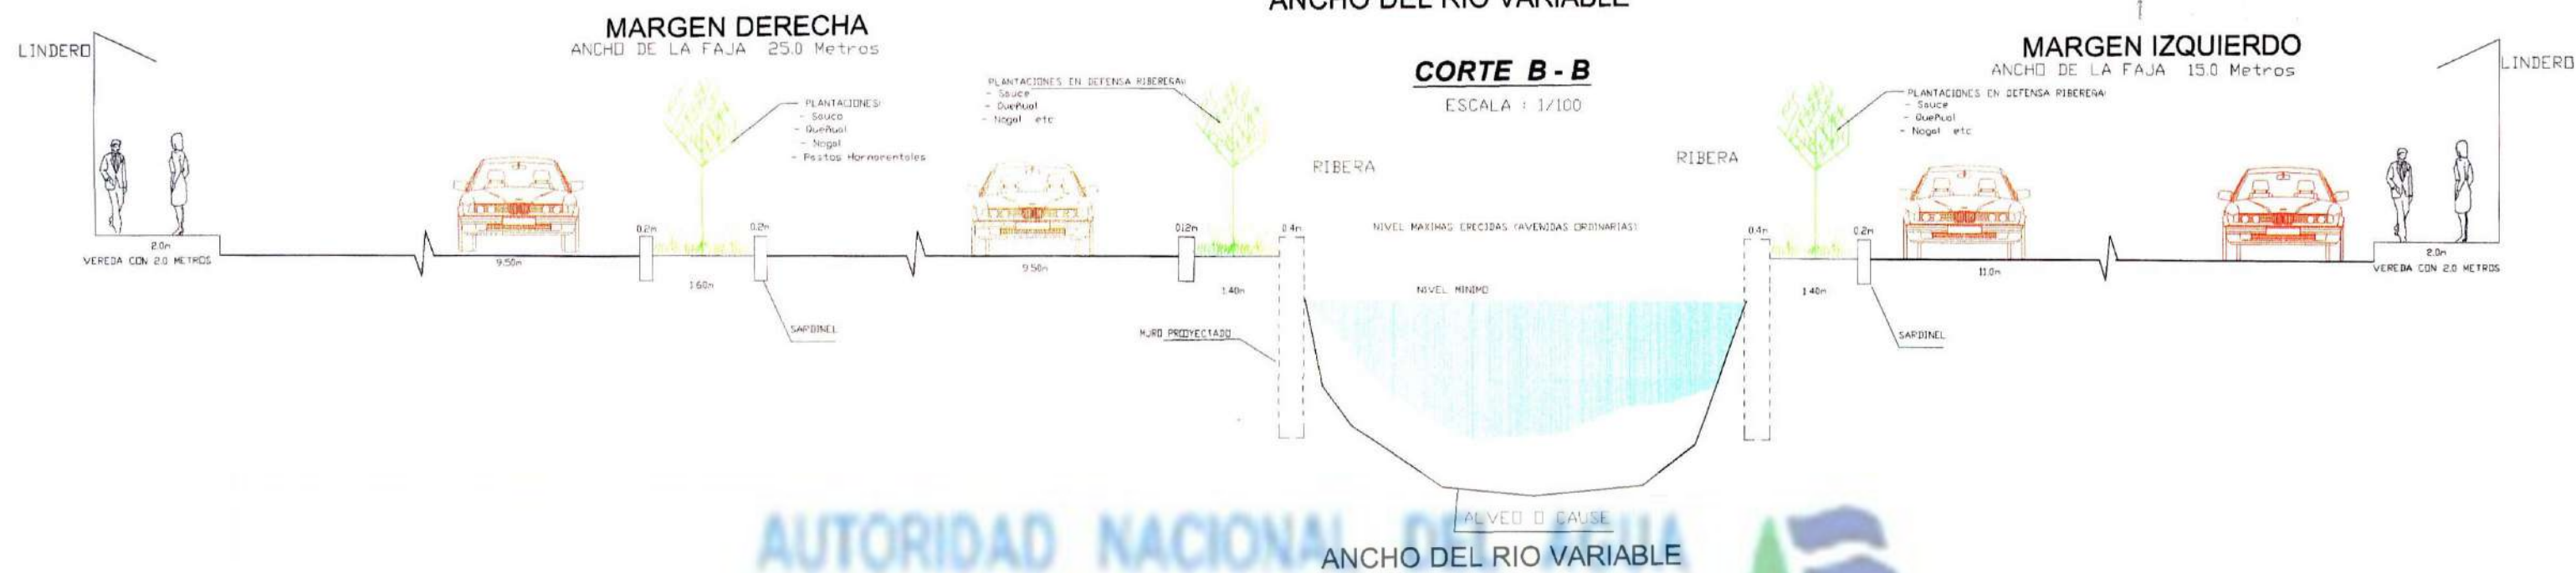 ANCHO DEL RIO VARIABLE
MARGEN DERECHA
ANCHO DE LA FAJA 25.0 Metros
LINDERO
CORTE B - B
ESCALA : 1/100
MARGEN IZQUIERDO
ANCHO DE LA FAJA 15.0 Metros
LINDERO
PLANTACIONES:
- Sauco
- Queñual
- Nogal
- Pastos Hornorentales
PLANTACIONES EN DEFENSA RIBEREGA:
- Sauce
- Queñual
- Nogal etc
RIBERA
RIBERA
PLANTACIONES EN DEFENSA RIBEREGA:
- Sauce
- Queñual
- Nogal etc
NIVEL MAXIMAS CRECIDAS (AVENIDAS ORDINARIAS)
2.0m
VEREDA CON 2.0 METROS
9.50m
0.2m
1.60m
0.2m
SARDINEL
9.50m
0.2m
1.40m
0.4m
MURO PROYECTADO
NIVEL MINIMO
0.4m
1.40m
0.2m
SARDINEL
11.0m
2.0m
VEREDA CON 2.0 METROS
ALVEO O CAUSE
AUTORIDAD NACIONAL DEL AGUA
ANCHO DEL RIO VARIABLE